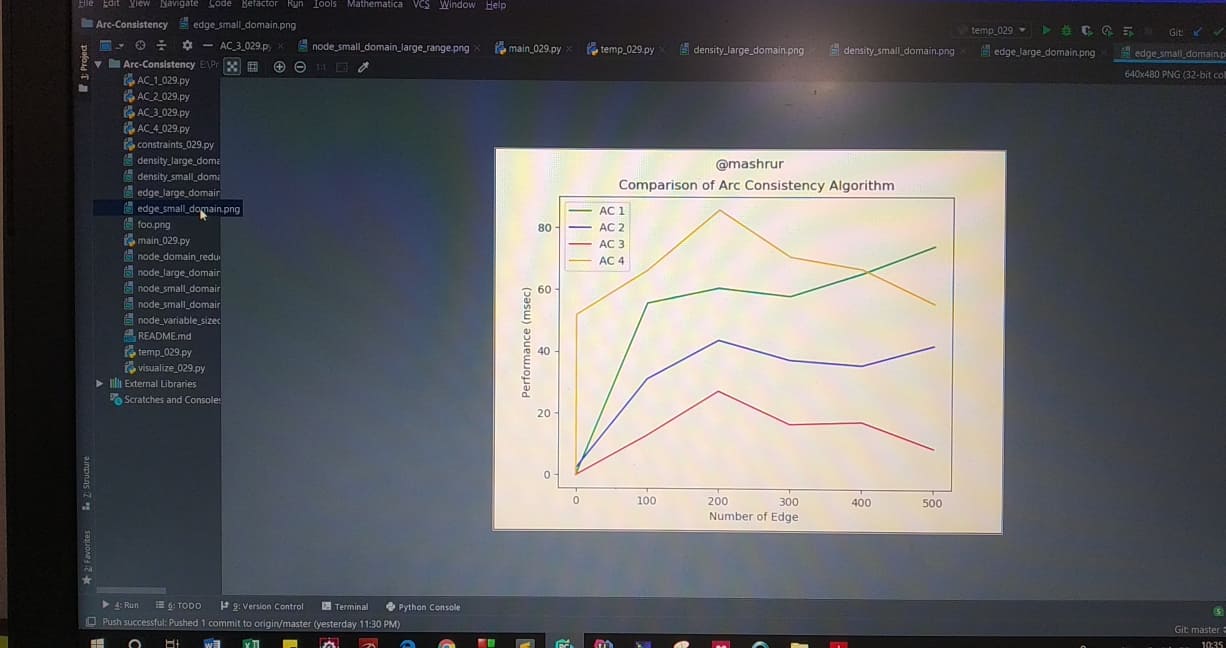 File Edit View Navigate Code Refactor Run Tools Mathematica VCS Window Help
Arc-Consistency edge_small_domain.png
temp_029 Git:
AC_3_029.py node_small_domain_large_range.png main_029.py temp_029.py density_large_domain.png density_small_domain.png edge_large_domain.png edge_small_domain.p
1: Project
Arc-Consistency E:\Pr
1:1
640x480 PNG (32-bit col
AC_1_029.py
AC_2_029.py
AC_3_029.py
AC_4_029.py
constraints_029.py
density_large_doma
density_small_doma
edge_large_domair
edge_small_domain.png
foo.png
main_029.py
node_domain_redu
node_large_domair
node_small_domair
node_small_domair
node_variable_sized
README.md
temp_029.py
visualize_029.py
External Libraries
Scratches and Consoles
@mashrur
Comparison of Arc Consistency Algorithm
AC 1
AC 2
AC 3
AC 4
Performance (msec)
80
60
40
20
0
0 100 200 300 400 500
Number of Edge
Z: Structure
2: Favorites
4: Run 6: TODO 9: Version Control Terminal Python Console
Push successful: Pushed 1 commit to origin/master (yesterday 11:30 PM)
Git: master
10:35